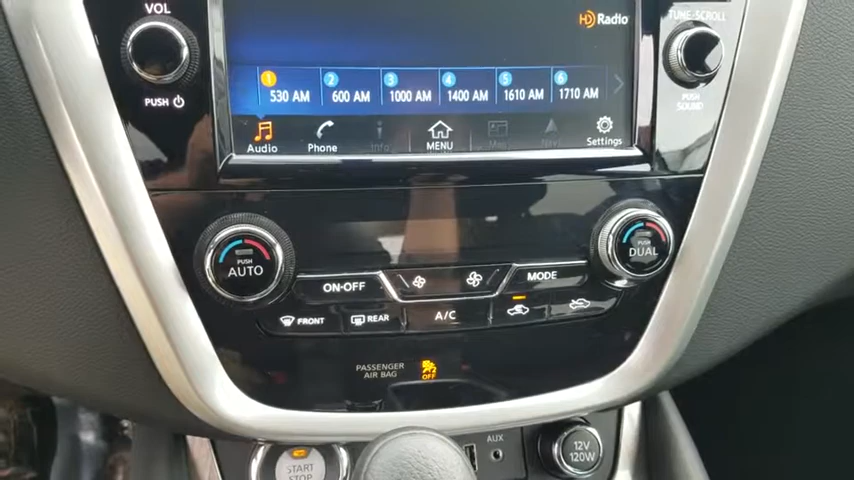 VOL
TUNE·SCROLL
HD Radio
1 2 3 4 5 6
530 AM 600 AM 1000 AM 1400 AM 1610 AM 1710 AM
PUSH
PUSH
SOUND
Audio Phone Info MENU Map Navi Settings
PUSH
AUTO
PUSH
DUAL
ON·OFF
MODE
FRONT REAR A/C
PASSENGER
AIR BAG
OFF
START
STOP
AUX
12V
120W